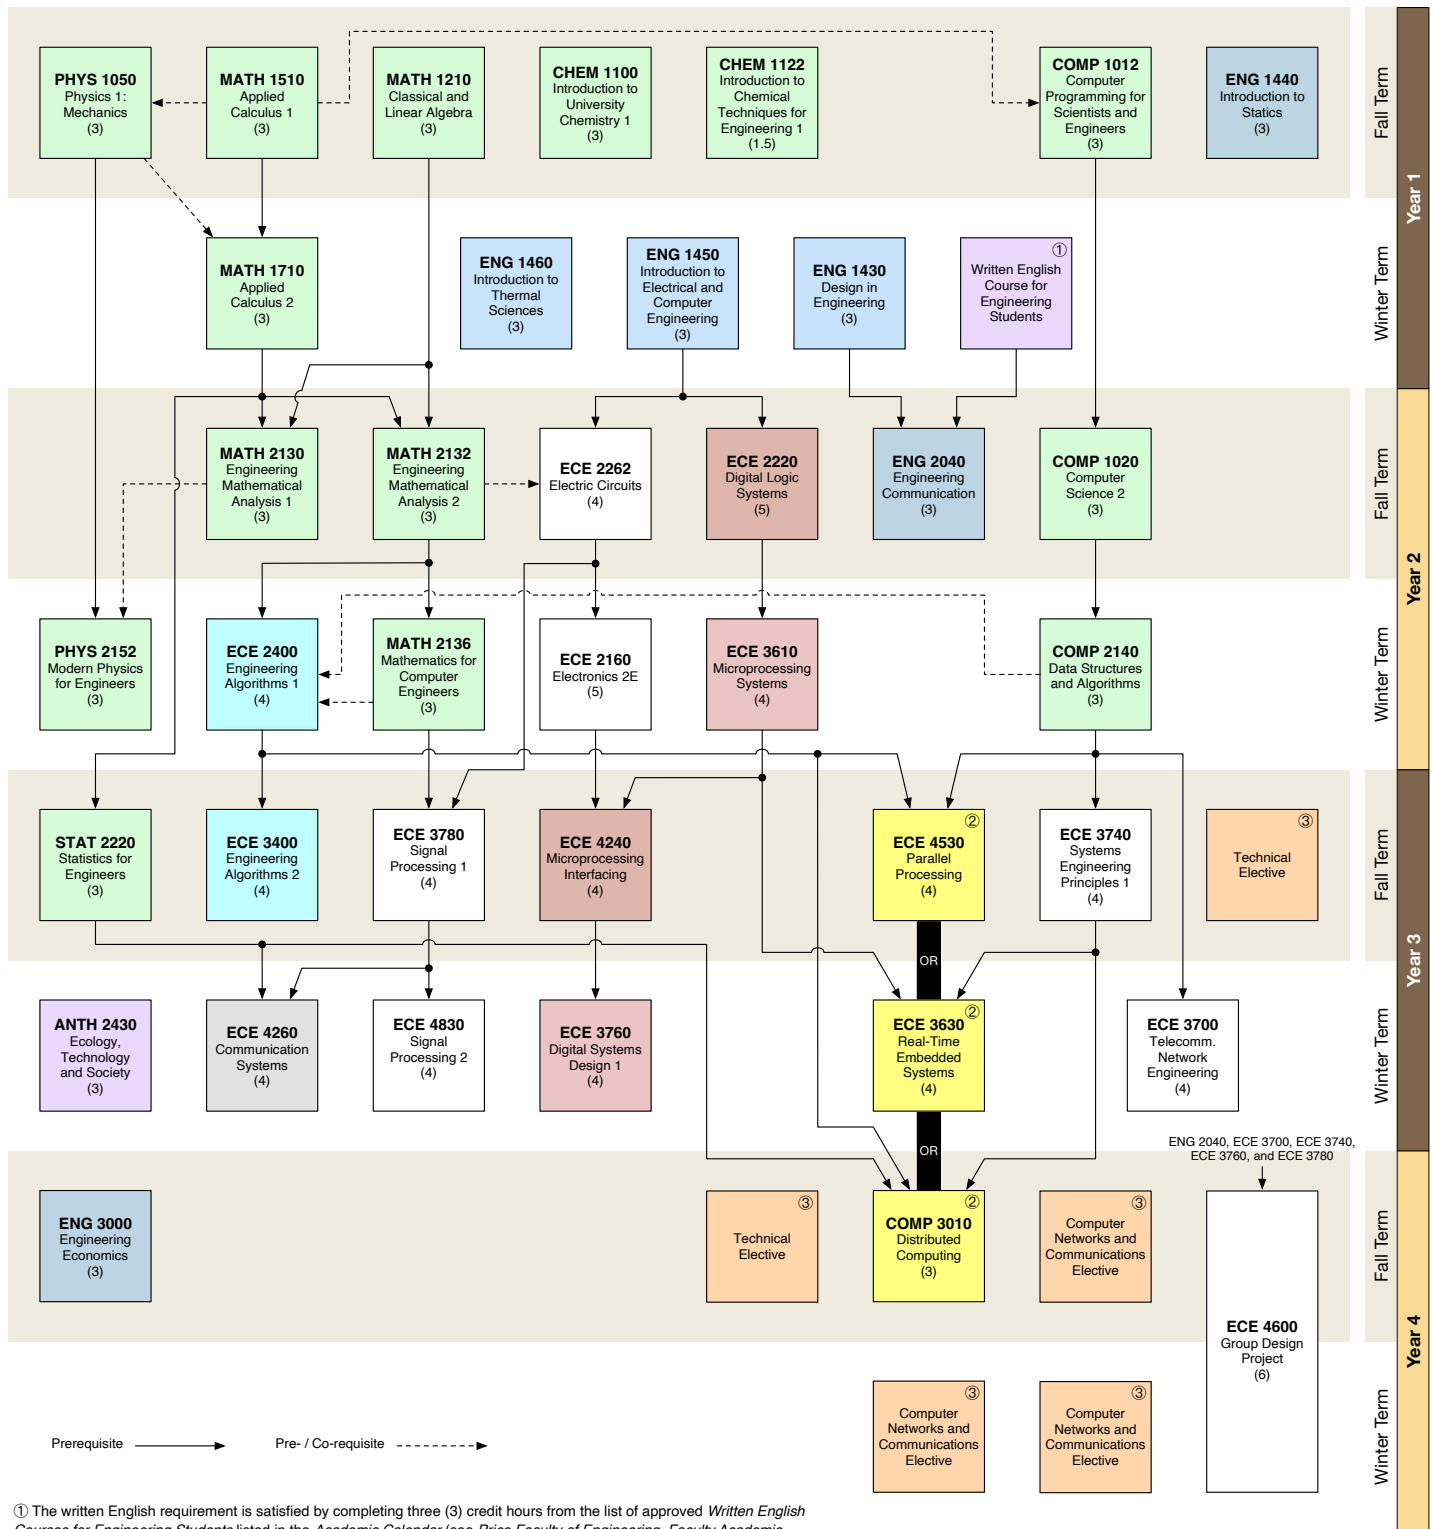 PHYS 1050
Physics 1:
Mechanics
(3)
MATH 1510
Applied
Calculus 1
(3)
MATH 1210
Classical and
Linear Algebra
(3)
CHEM 1100
Introduction to
University
Chemistry 1
(3)
CHEM 1122
Introduction to
Chemical
Techniques for
Engineering 1
(1.5)
COMP 1012
Computer
Programming for
Scientists and
Engineers
(3)
ENG 1440
Introduction to
Statics
(3)
Fall Term
Year 1
MATH 1710
Applied
Calculus 2
(3)
ENG 1460
Introduction to
Thermal
Sciences
(3)
ENG 1450
Introduction to
Electrical and
Computer
Engineering
(3)
ENG 1430
Design in
Engineering
(3)
①
Written English
Course for
Engineering
Students
Winter Term
MATH 2130
Engineering
Mathematical
Analysis 1
(3)
MATH 2132
Engineering
Mathematical
Analysis 2
(3)
ECE 2262
Electric Circuits
(4)
ECE 2220
Digital Logic
Systems
(5)
ENG 2040
Engineering
Communication
(3)
COMP 1020
Computer
Science 2
(3)
Fall Term
Year 2
PHYS 2152
Modern Physics
for Engineers
(3)
ECE 2400
Engineering
Algorithms 1
(4)
MATH 2136
Mathematics for
Computer
Engineers
(3)
ECE 2160
Electronics 2E
(5)
ECE 3610
Microprocessing
Systems
(4)
COMP 2140
Data Structures
and Algorithms
(3)
Winter Term
STAT 2220
Statistics for
Engineers
(3)
ECE 3400
Engineering
Algorithms 2
(4)
ECE 3780
Signal
Processing 1
(4)
ECE 4240
Microprocessing
Interfacing
(4)
②
ECE 4530
Parallel
Processing
(4)
ECE 3740
Systems
Engineering
Principles 1
(4)
③
Technical
Elective
Fall Term
Year 3
OR
ANTH 2430
Ecology,
Technology
and Society
(3)
ECE 4260
Communication
Systems
(4)
ECE 4830
Signal
Processing 2
(4)
ECE 3760
Digital Systems
Design 1
(4)
②
ECE 3630
Real-Time
Embedded
Systems
(4)
ECE 3700
Telecomm.
Network
Engineering
(4)
Winter Term
OR
ENG 2040, ECE 3700, ECE 3740,
ECE 3760, and ECE 3780
ENG 3000
Engineering
Economics
(3)
③
Technical
Elective
②
COMP 3010
Distributed
Computing
(3)
③
Computer
Networks and
Communications
Elective
ECE 4600
Group Design
Project
(6)
Fall Term
Year 4
③
Computer
Networks and
Communications
Elective
③
Computer
Networks and
Communications
Elective
Winter Term
Prerequisite
Pre- / Co-requisite
① The written English requirement is satisfied by completing three (3) credit hours from the list of approved Written English
Courses for Engineering Students listed in the Academic Calendar (see Price Faculty of Engineering, Faculty Academic